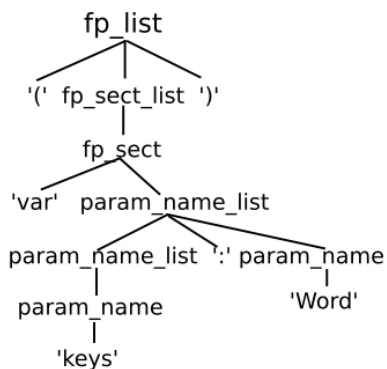 fp_list
'(' fp_sect_list ')'
fp_sect
'var' param_name_list
param_name_list ':' param_name
param_name 'Word'
'keys'